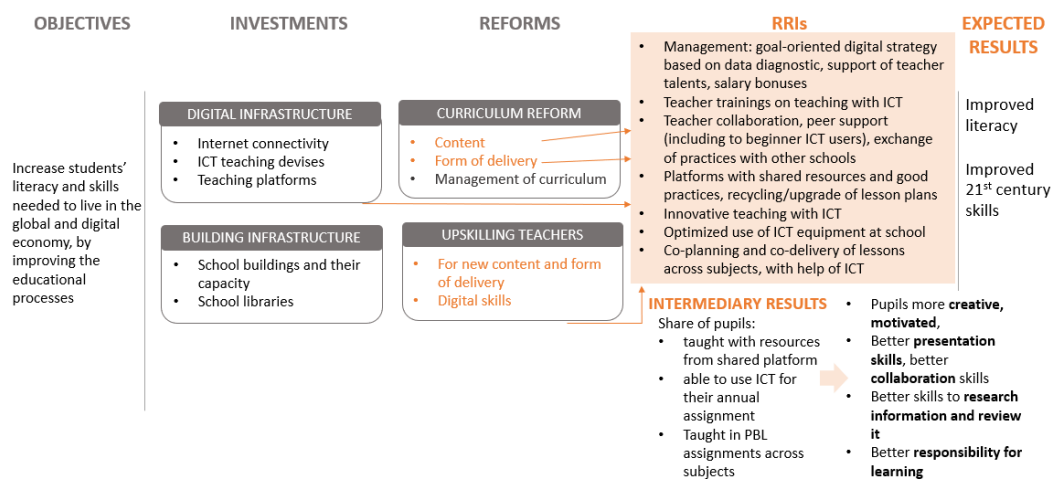 OBJECTIVES
INVESTMENTS
REFORMS
RRIs
EXPECTED
RESULTS
Increase students'
literacy and skills
needed to live in the
global and digital
economy, by
improving the
educational
processes
DIGITAL INFRASTRUCTURE
• Internet connectivity
• ICT teaching devises
• Teaching platforms
BUILDING INFRASTRUCTURE
• School buildings and their
capacity
• School libraries
CURRICULUM REFORM
• Content
• Form of delivery
• Management of curriculum
UPSKILLING TEACHERS
• For new content and form
of delivery
• Digital skills
• Management: goal-oriented digital strategy
based on data diagnostic, support of teacher
talents, salary bonuses
• Teacher trainings on teaching with ICT
• Teacher collaboration, peer support
(including to beginner ICT users), exchange
of practices with other schools
• Platforms with shared resources and good
practices, recycling/upgrade of lesson plans
• Innovative teaching with ICT
• Optimized use of ICT equipment at school
• Co-planning and co-delivery of lessons
across subjects, with help of ICT
Improved
literacy
Improved
21st century
skills
INTERMEDIARY RESULTS
Share of pupils:
• taught with resources
from shared platform
• able to use ICT for
their annual
assignment
• Taught in PBL
assignments across
subjects
• Pupils more creative,
motivated,
• Better presentation
skills, better
collaboration skills
• Better skills to research
information and review
it
• Better responsibility for
learning